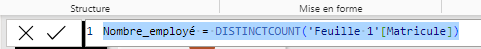 Structure Mise en forme
1 Nombre_employé = DISTINCTCOUNT('Feuille 1'[Matricule])